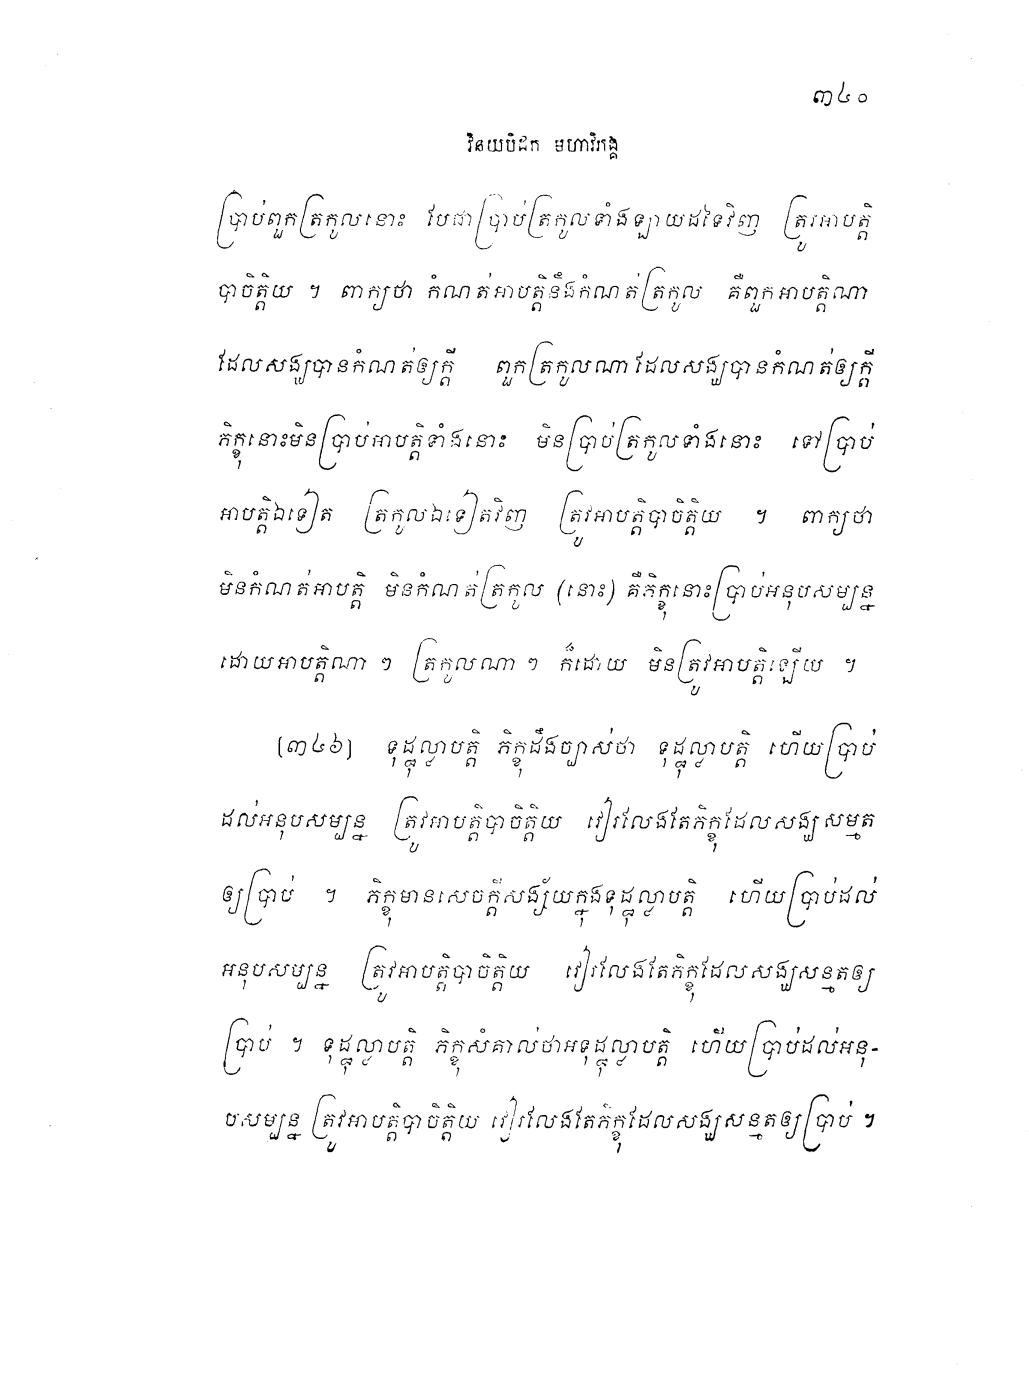 ៣៤០
វិនយបិដក មហាវិភង្គ
ប្រាប់ពួកត្រកូលនោះ បែជាប្រាប់ត្រកូលទាំងឡាយដទៃវិញ ត្រូវអាបត្តិ
បាចិត្តិយ ។ ពាក្យថា កំណត់អាបត្តិនឹងកំណត់ត្រកូល គឺពួកអាបត្តិណា
ដែលសង្ឃបានកំណត់ឲ្យក្តី ពួកត្រកូលណាដែលសង្ឃបានកំណត់ឲ្យក្តី
ភិក្ខុនោះមិនប្រាប់អាបត្តិទាំងនោះ មិនប្រាប់ត្រកូលទាំងនោះ ទៅប្រាប់
អាបត្តិឯទៀត ត្រកូលឯទៀតវិញ ត្រូវអាបត្តិបាចិត្តិយ ។ ពាក្យថា
មិនកំណត់អាបត្តិ មិនកំណត់ត្រកូល (នោះ) គឺភិក្ខុនោះប្រាប់អនុបសម្បន្ន
ដោយអាបត្តិណា ៗ ត្រកូលណា ៗ ក៏ដោយ មិនត្រូវអាបត្តិឡើយ ។
(៣៤៦) ទុដ្ឋុល្លាបត្តិ ភិក្ខុដឹងច្បាស់ថា ទុដ្ឋុល្លាបត្តិ ហើយប្រាប់
ដល់អនុបសម្បន្ន ត្រូវអាបត្តិបាចិត្តិយ វៀរលែងតែភិក្ខុដែលសង្ឃសម្មត
ឲ្យប្រាប់ ។ ភិក្ខុមានសេចក្តីសង្ស័យក្នុងទុដ្ឋុល្លាបត្តិ ហើយប្រាប់ដល់
អនុបសម្បន្ន ត្រូវអាបត្តិបាចិត្តិយ វៀរលែងតែភិក្ខុដែលសង្ឃសន្មតឲ្យ
ប្រាប់ ។ ទុដ្ឋុល្លាបត្តិ ភិក្ខុសំគាល់ថាអទុដ្ឋុល្លាបត្តិ ហើយប្រាប់ដល់អនុ-
បសម្បន្ន ត្រូវអាបត្តិបាចិត្តិយ វៀរលែងតែភិក្ខុដែលសង្ឃសន្មតឲ្យប្រាប់ ។